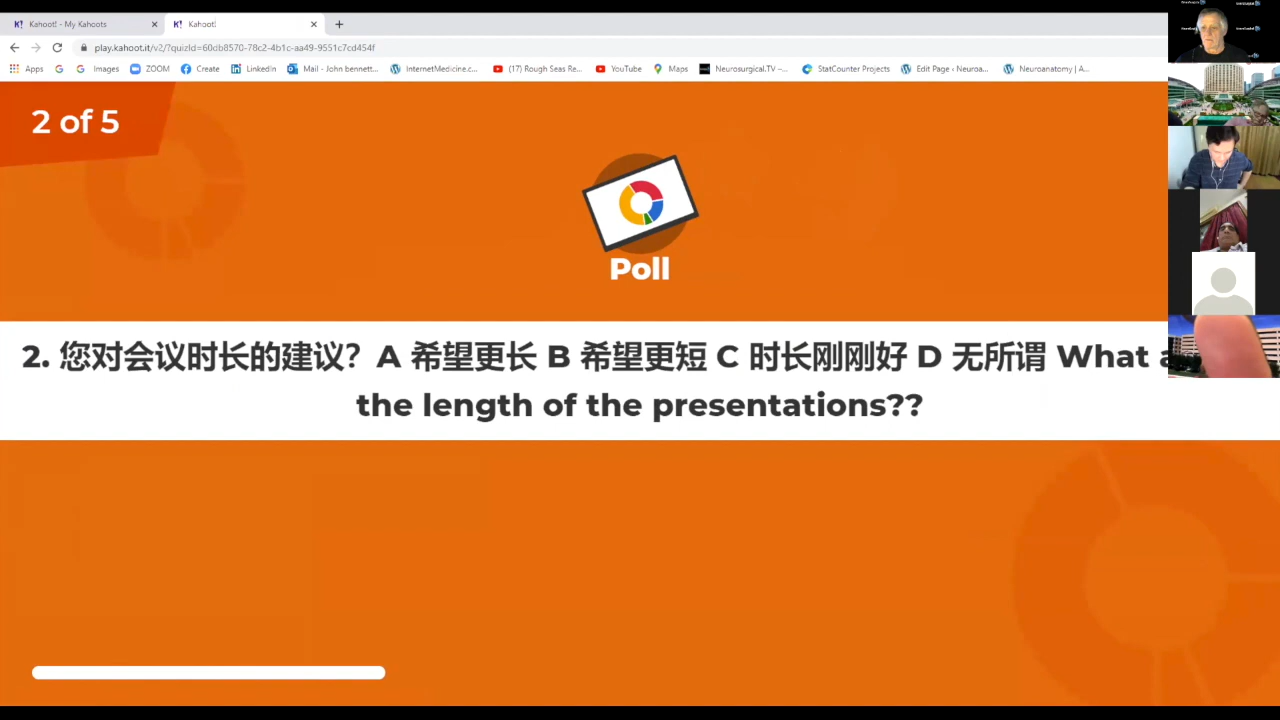 Kahoot! - My Kahoots
Kahoot!
play.kahoot.it/v2/?quizId=60db8570-78c2-4b1c-aa49-9551c7cd454f
Apps
Images
ZOOM
Create
LinkedIn
Mail - John bennett...
InternetMedicine.c...
(17) Rough Seas Re...
YouTube
Maps
Neurosurgical.TV –...
StatCounter Projects
Edit Page ‹ Neuroa...
Neuroanatomy | A...
2 of 5
Poll
2. 您对会议时长的建议？A 希望更长 B 希望更短 C 时长刚刚好 D 无所谓 What
the length of the presentations??